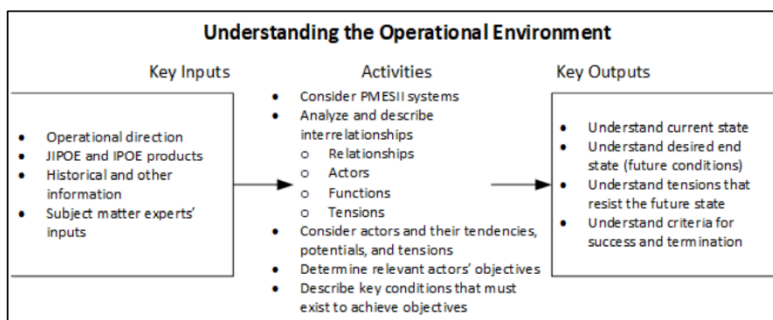 Understanding the Operational Environment
Key Inputs
• Operational direction
• JIPOE and IPOE products
• Historical and other
information
• Subject matter experts'
inputs
Activities
• Consider PMESII systems
• Analyze and describe
interrelationships
o Relationships
o Actors
o Functions
o Tensions
• Consider actors and their tendencies,
potentials, and tensions
• Determine relevant actors' objectives
• Describe key conditions that must
exist to achieve objectives
Key Outputs
• Understand current state
• Understand desired end
state (future conditions)
• Understand tensions that
resist the future state
• Understand criteria for
success and termination